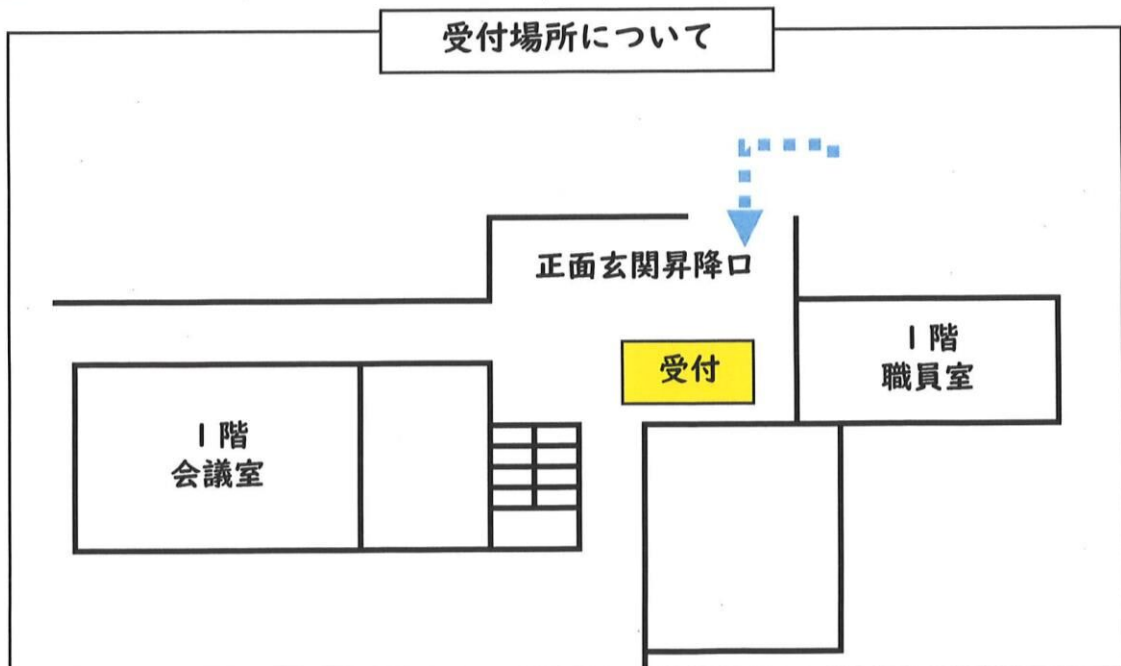 受付場所について
正面玄関昇降口
受付
1階
職員室
1階
会議室